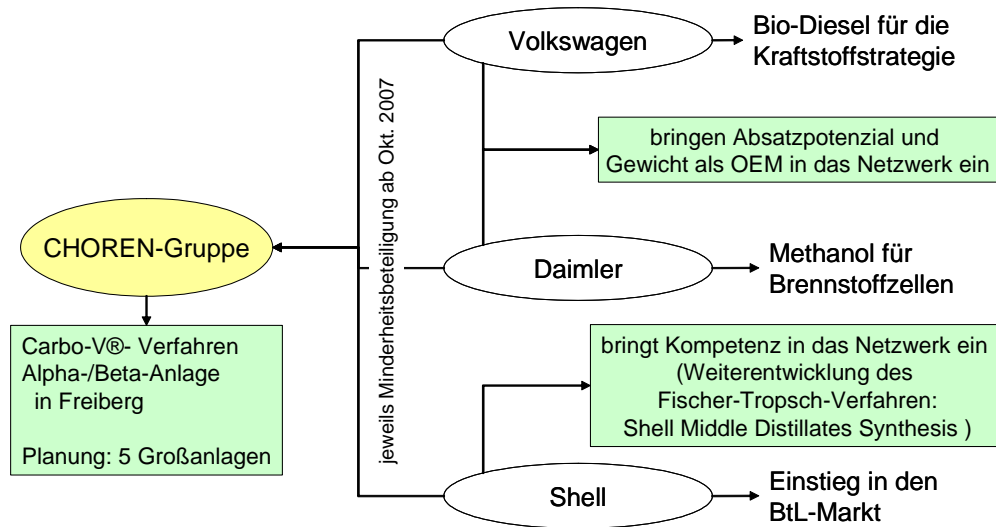 Volkswagen
Bio-Diesel für die
Kraftstoffstrategie
bringen Absatzpotenzial und
Gewicht als OEM in das Netzwerk ein
jeweils Minderheitsbeteiligung ab Okt. 2007
CHOREN-Gruppe
Daimler
Methanol für
Brennstoffzellen
Carbo-V®- Verfahren
Alpha-/Beta-Anlage
in Freiberg
Planung: 5 Großanlagen
bringt Kompetenz in das Netzwerk ein
(Weiterentwicklung des
Fischer-Tropsch-Verfahren:
Shell Middle Distillates Synthesis )
Shell
Einstieg in den
BtL-Markt